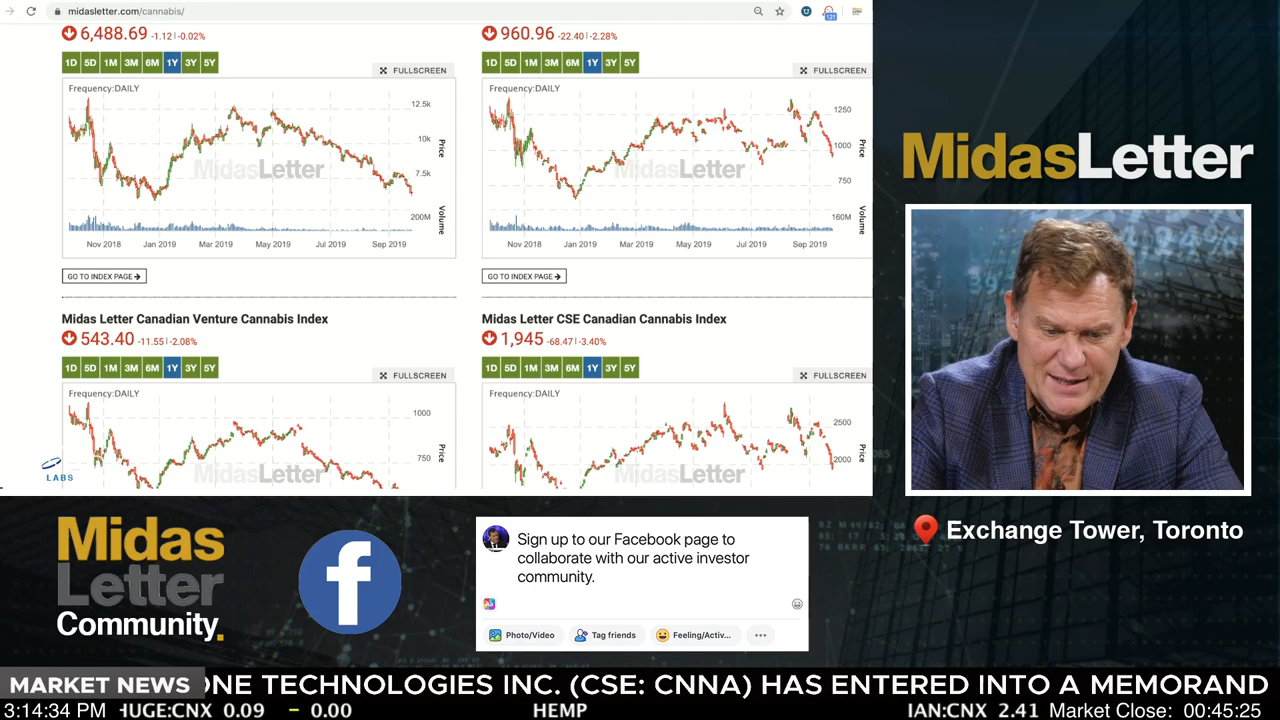 midasletter.com/cannabis/
121
6,488.69 -1.12 | -0.02%
1D 5D 1M 3M 6M 1Y 3Y 5Y
FULLSCREEN
Frequency:DAILY
12.5k
10k
7.5k
200M
Price
Volume
MidasLetter
Nov 2018 Jan 2019 Mar 2019 May 2019 Jul 2019 Sep 2019
GO TO INDEX PAGE
960.96 -22.40 | -2.28%
1D 5D 1M 3M 6M 1Y 3Y 5Y
FULLSCREEN
Frequency:DAILY
1250
1000
750
160M
Price
Volume
MidasLetter
Nov 2018 Jan 2019 Mar 2019 May 2019 Jul 2019 Sep 2019
GO TO INDEX PAGE
Midas Letter Canadian Venture Cannabis Index
543.40 -11.55 | -2.08%
1D 5D 1M 3M 6M 1Y 3Y 5Y
FULLSCREEN
Frequency:DAILY
1000
750
Price
MidasLetter
LABS
Midas Letter CSE Canadian Cannabis Index
1,945 -68.47 | -3.40%
1D 5D 1M 3M 6M 1Y 3Y 5Y
FULLSCREEN
Frequency:DAILY
2500
2000
Price
MidasLetter
MidasLetter
Exchange Tower, Toronto
Midas
Letter
Community.
Sign up to our Facebook page to
collaborate with our active investor
community.
Photo/Video Tag friends Feeling/Activ...
MARKET NEWS ONE TECHNOLOGIES INC. (CSE: CNNA) HAS ENTERED INTO A MEMORAND
3:14:34 PM HUGE:CNX 0.09 – 0.00 HEMP IAN:CNX 2.41 Market Close: 00:45:25